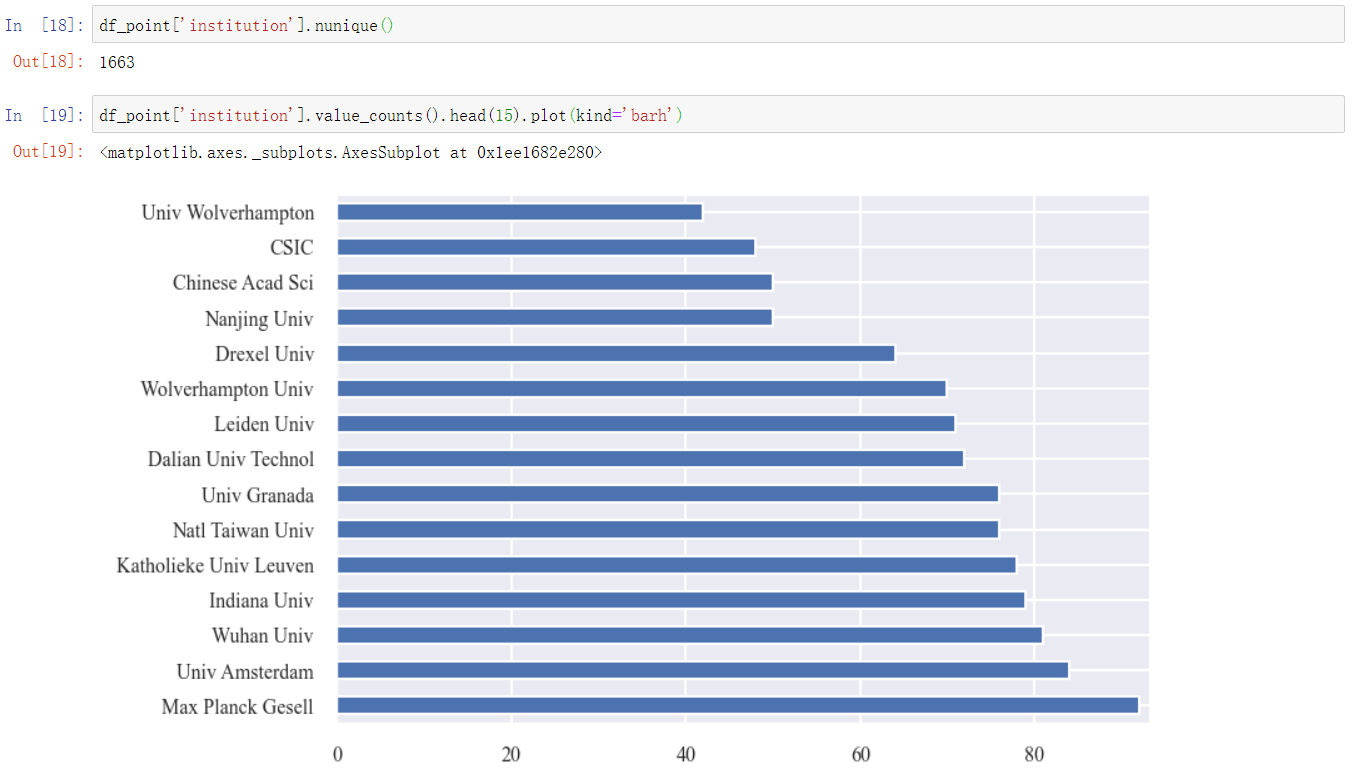 In [18]: df_point['institution'].nunique()
Out[18]: 1663
In [19]: df_point['institution'].value_counts().head(15).plot(kind='barh')
Out[19]: <matplotlib.axes._subplots.AxesSubplot at 0x1ee1682e280>
Univ Wolverhampton
CSIC
Chinese Acad Sci
Nanjing Univ
Drexel Univ
Wolverhampton Univ
Leiden Univ
Dalian Univ Technol
Univ Granada
Natl Taiwan Univ
Katholieke Univ Leuven
Indiana Univ
Wuhan Univ
Univ Amsterdam
Max Planck Gesell
0 20 40 60 80